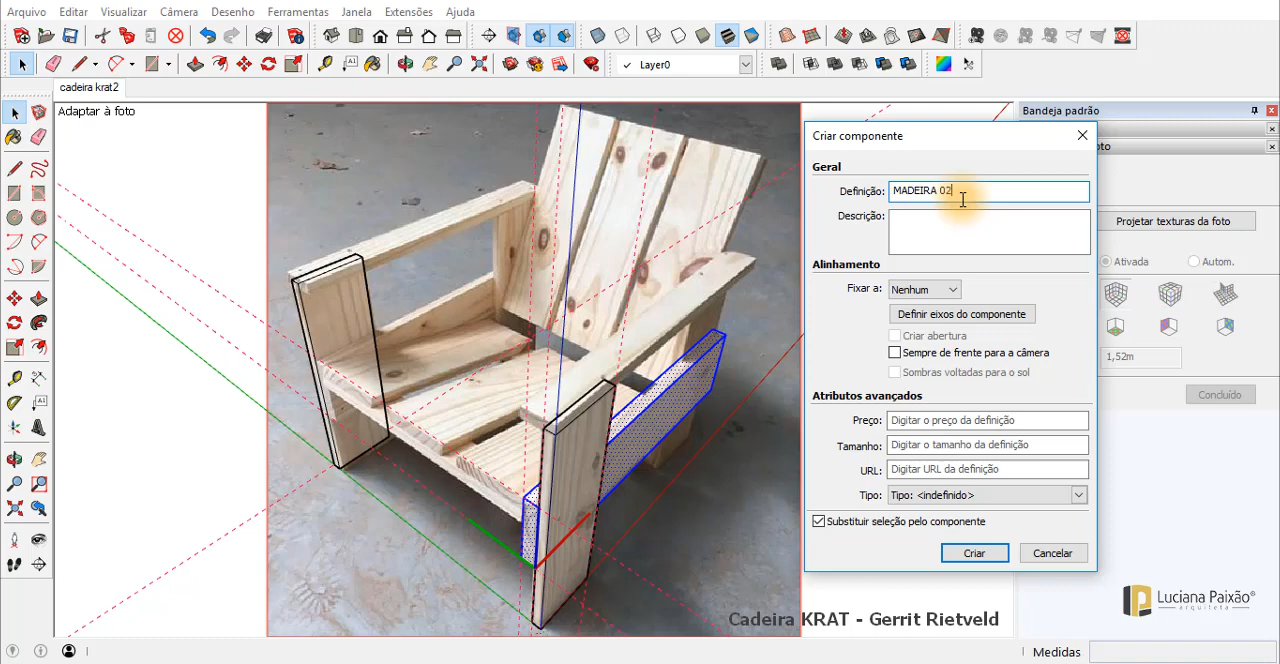 Arquivo Editar Visualizar Câmera Desenho Ferramentas Janela Extensões Ajuda
Layer0
cadeira krat2
Adaptar à foto
Bandeja padrão
oto
Projetar texturas da foto
Ativada Autom.
1,52m
Concluído
Criar componente
Geral
Definição: MADEIRA 02
Descrição:
Alinhamento
Fixar a: Nenhum
Definir eixos do componente
Criar abertura
Sempre de frente para a câmera
Sombras voltadas para o sol
Atributos avançados
Preço: Digitar o preço da definição
Tamanho: Digitar o tamanho da definição
URL: Digitar URL da definição
Tipo: Tipo: <indefinido>
Substituir seleção pelo componente
Criar Cancelar
Luciana Paixão®
arquiteta
Cadeira KRAT - Gerrit Rietveld
Medidas